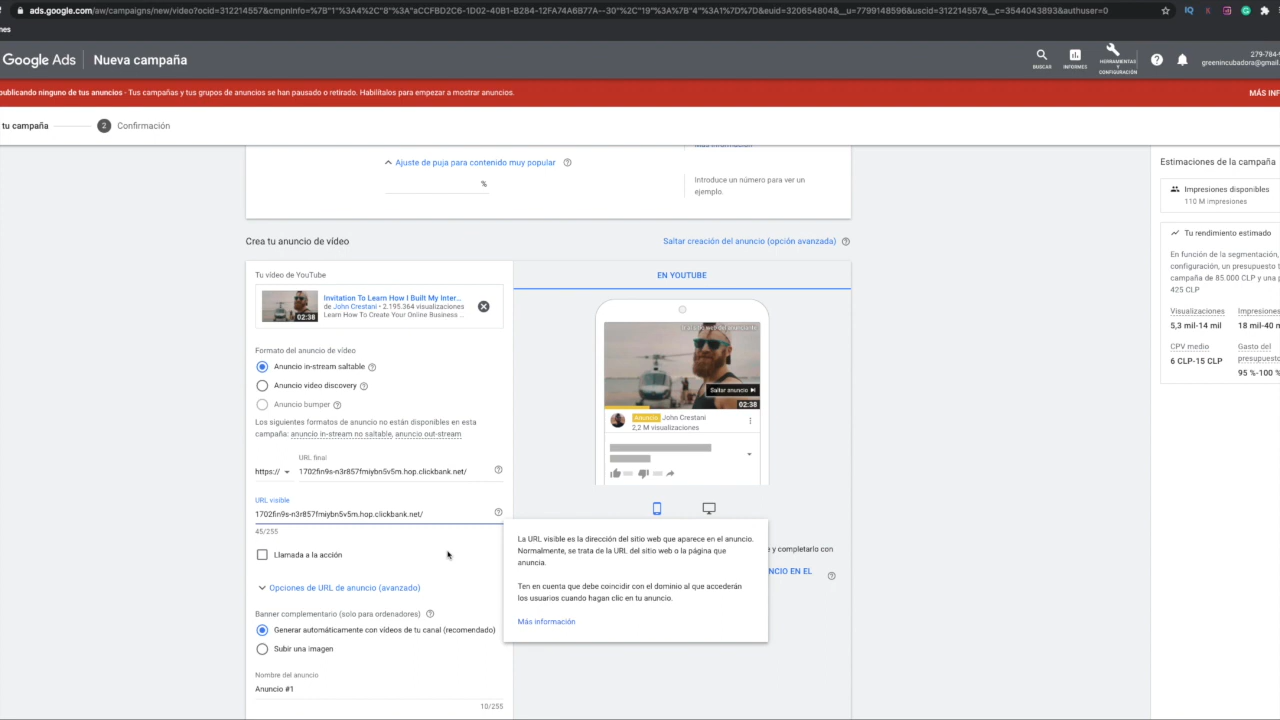 ads.google.com/aw/campaigns/new/video?ocid=312214557&cmpnInfo=%7B"1"%3A4%2C"8"%3A"aCCFBD2C6-1D02-40B1-B284-12FA74A6B77A--30"%2C"19"%3A%7B"4"%3A1%7D%7D&euid=320654804&__u=7799148596&uscid=312214557&__c=3544043893&authuser=0
nes
Google Ads
Nueva campaña
BUSCAR
INFORMES
HERRAMIENTAS
Y
CONFIGURACIÓN
279-784-
greenincubadora@gmail.
publicando ninguno de tus anuncios - Tus campañas y tus grupos de anuncios se han pausado o retirado. Habilítalos para empezar a mostrar anuncios.
MÁS INF
tu campaña
2
Confirmación
Ajuste de puja para contenido muy popular
%
Más información
Introduce un número para ver un
ejemplo.
Crea tu anuncio de vídeo
Saltar creación del anuncio (opción avanzada)
Tu vídeo de YouTube
02:38
Invitation To Learn How I Built My Inter...
de John Crestani • 2.195.364 visualizaciones
Learn How To Create Your Online Business ...
Formato del anuncio de vídeo
Anuncio in-stream saltable
Anuncio video discovery
Anuncio bumper
Los siguientes formatos de anuncio no están disponibles en esta
campaña: anuncio in-stream no saltable, anuncio out-stream
URL final
https://
1702fin9s-n3r857fmiybn5v5m.hop.clickbank.net/
URL visible
1702fin9s-n3r857fmiybn5v5m.hop.clickbank.net/
45/255
Llamada a la acción
Opciones de URL de anuncio (avanzado)
Banner complementario (solo para ordenadores)
Generar automáticamente con vídeos de tu canal (recomendado)
Subir una imagen
Nombre del anuncio
Anuncio #1
10/255
EN YOUTUBE
Saltar anuncio
02:38
Anuncio John Crestani
2,2 M visualizaciones
La URL visible es la dirección del sitio web que aparece en el anuncio.
Normalmente, se trata de la URL del sitio web o la página que
anuncia.
Ten en cuenta que debe coincidir con el dominio al que accederán
los usuarios cuando hagan clic en tu anuncio.
Más información
e y completarlo con
NCIO EN EL
Estimaciones de la campaña
Impresiones disponibles
110 M impresiones
Tu rendimiento estimado
En función de la segmentación,
configuración, un presupuesto t
campaña de 85.000 CLP y una p
425 CLP
Visualizaciones
Impresiones
5,3 mil-14 mil
18 mil-40 m
CPV medio
Gasto del
presupuesto
6 CLP-15 CLP
95 %-100 %